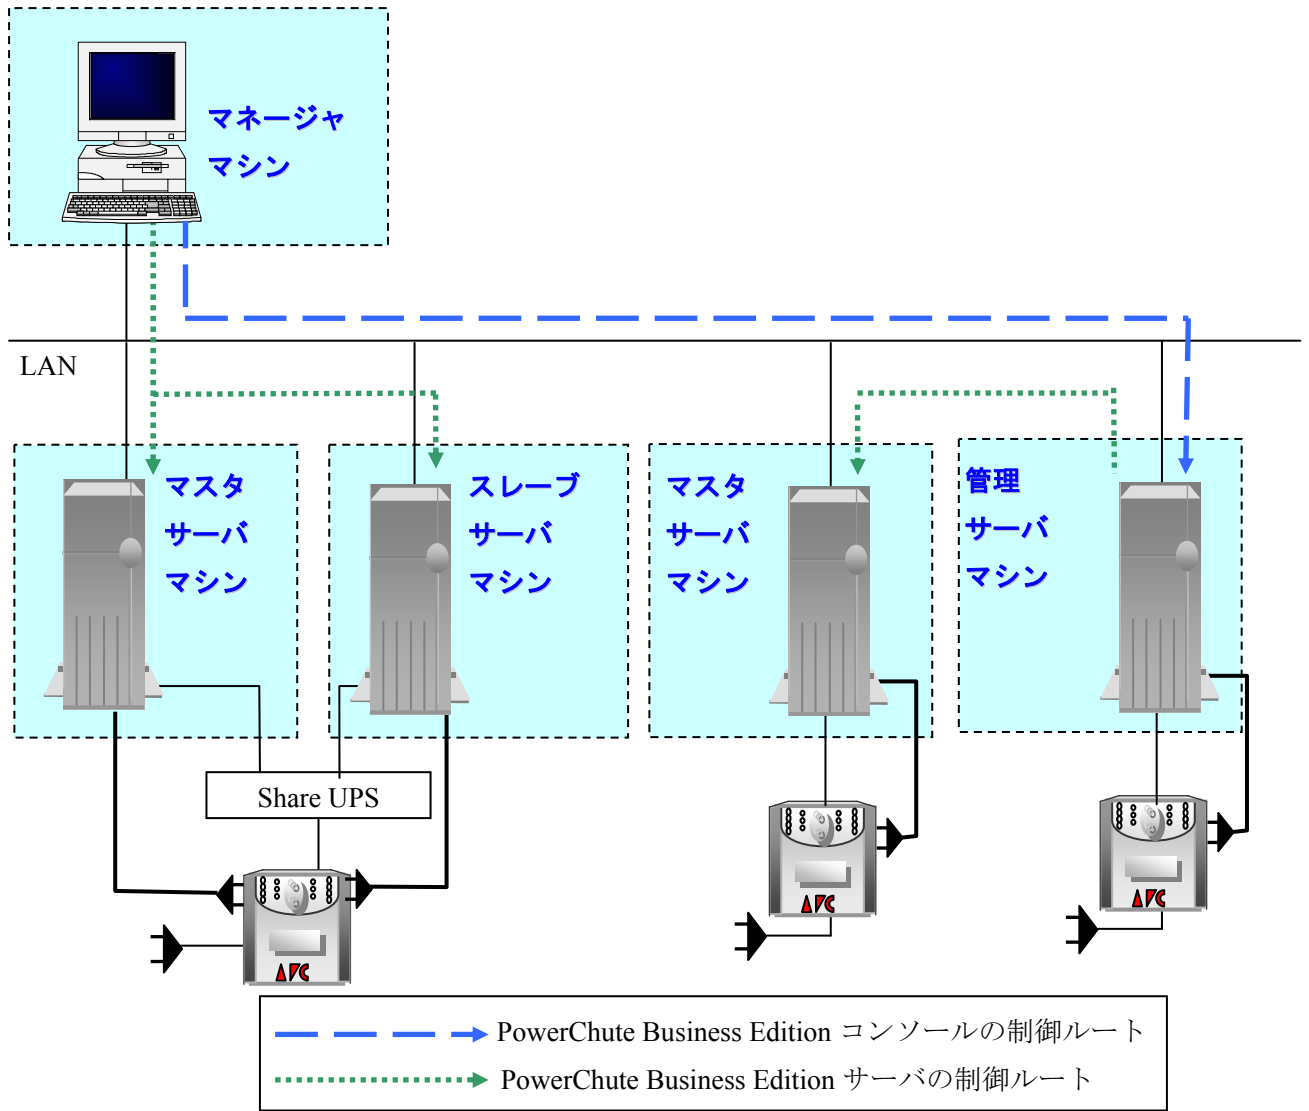 マネージャ
マシン
LAN
マスタ
サーバ
マシン
スレーブ
サーバ
マシン
マスタ
サーバ
マシン
管理
サーバ
マシン
Share UPS
APC
APC
APC
PowerChute Business Edition コンソールの制御ルート
PowerChute Business Edition サーバの制御ルート